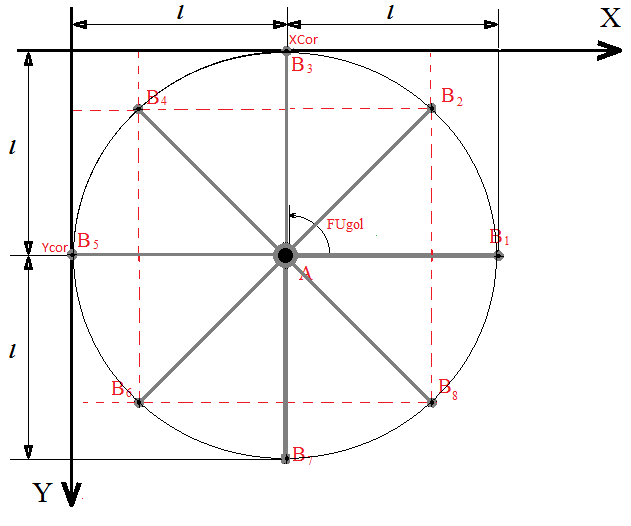 l l X
XCor
B3
B4 B2
l
FUgol
Ycor B5 B1
A
l
B6 B8
B7
Y